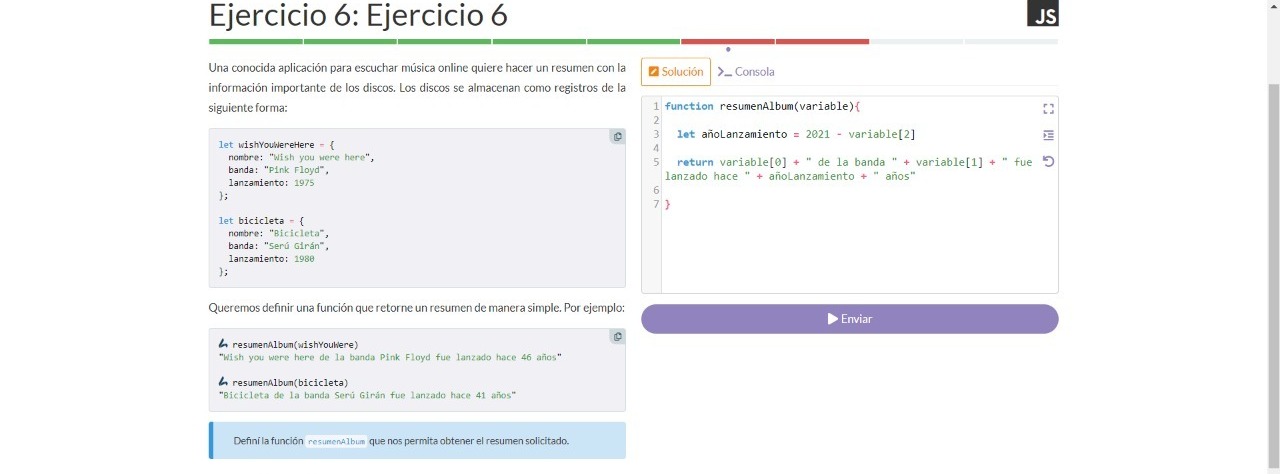 Ejercicio 6: Ejercicio 6
JS
Una conocida aplicación para escuchar música online quiere hacer un resumen con la
información importante de los discos. Los discos se almacenan como registros de la
siguiente forma:
let wishYouWereHere = {
nombre: "Wish you were here",
banda: "Pink Floyd",
lanzamiento: 1975
};
let bicicleta = {
nombre: "Bicicleta",
banda: "Serú Girán",
lanzamiento: 1980
};
Queremos definir una función que retorne un resumen de manera simple. Por ejemplo:
resumenAlbum(wishYouWere)
"Wish you were here de la banda Pink Floyd fue lanzado hace 46 años"
resumenAlbum(bicicleta)
"Bicicleta de la banda Serú Girán fue lanzado hace 41 años"
Definí la función resumenAlbum que nos permita obtener el resumen solicitado.
Solución
Consola
1 function resumenAlbum(variable){
2
3 let añoLanzamiento = 2021 - variable[2]
4
5 return variable[0] + " de la banda " + variable[1] + " fue
lanzado hace " + añoLanzamiento + " años"
6
7 }
Enviar